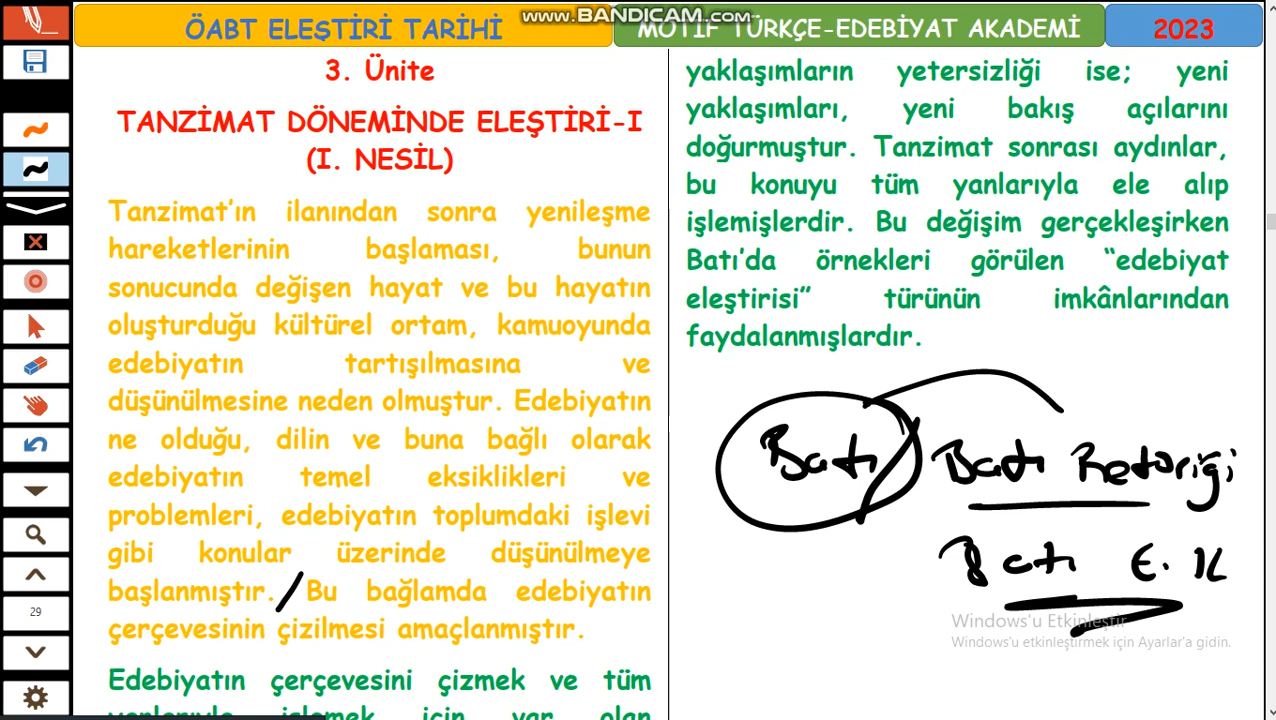 ÖABT ELEŞTİRİ TARİHİ
www.BANDICAM.com
MOTİF TÜRKÇE-EDEBİYAT AKADEMİ
2023
3. Ünite
TANZİMAT DÖNEMİNDE ELEŞTİRİ-I
(I. NESİL)
Tanzimat’ın ilanından sonra yenileşme
hareketlerinin başlaması, bunun
sonucunda değişen hayat ve bu hayatın
oluşturduğu kültürel ortam, kamuoyunda
edebiyatın tartışılmasına ve
düşünülmesine neden olmuştur. Edebiyatın
ne olduğu, dilin ve buna bağlı olarak
edebiyatın temel eksiklikleri ve
problemleri, edebiyatın toplumdaki işlevi
gibi konular üzerinde düşünülmeye
başlanmıştır. Bu bağlamda edebiyatın
çerçevesinin çizilmesi amaçlanmıştır.
Edebiyatın çerçevesini çizmek ve tüm
yanlarıyla işlemek için var olan
yaklaşımların yetersizliği ise; yeni
yaklaşımları, yeni bakış açılarını
doğurmuştur. Tanzimat sonrası aydınlar,
bu konuyu tüm yanlarıyla ele alıp
işlemişlerdir. Bu değişim gerçekleşirken
Batı’da örnekleri görülen “edebiyat
eleştirisi” türünün imkânlarından
faydalanmışlardır.
Batı
Batı Retoriği
Batı E. K
Windows'u Etkinleştir
Windows'u etkinleştirmek için Ayarlar'a gidin.
29